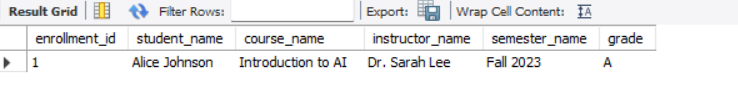 Result Grid Filter Rows: Export: Wrap Cell Content: IA
enrollment_id student_name course_name instructor_name semester_name grade
1 Alice Johnson Introduction to AI Dr. Sarah Lee Fall 2023 A